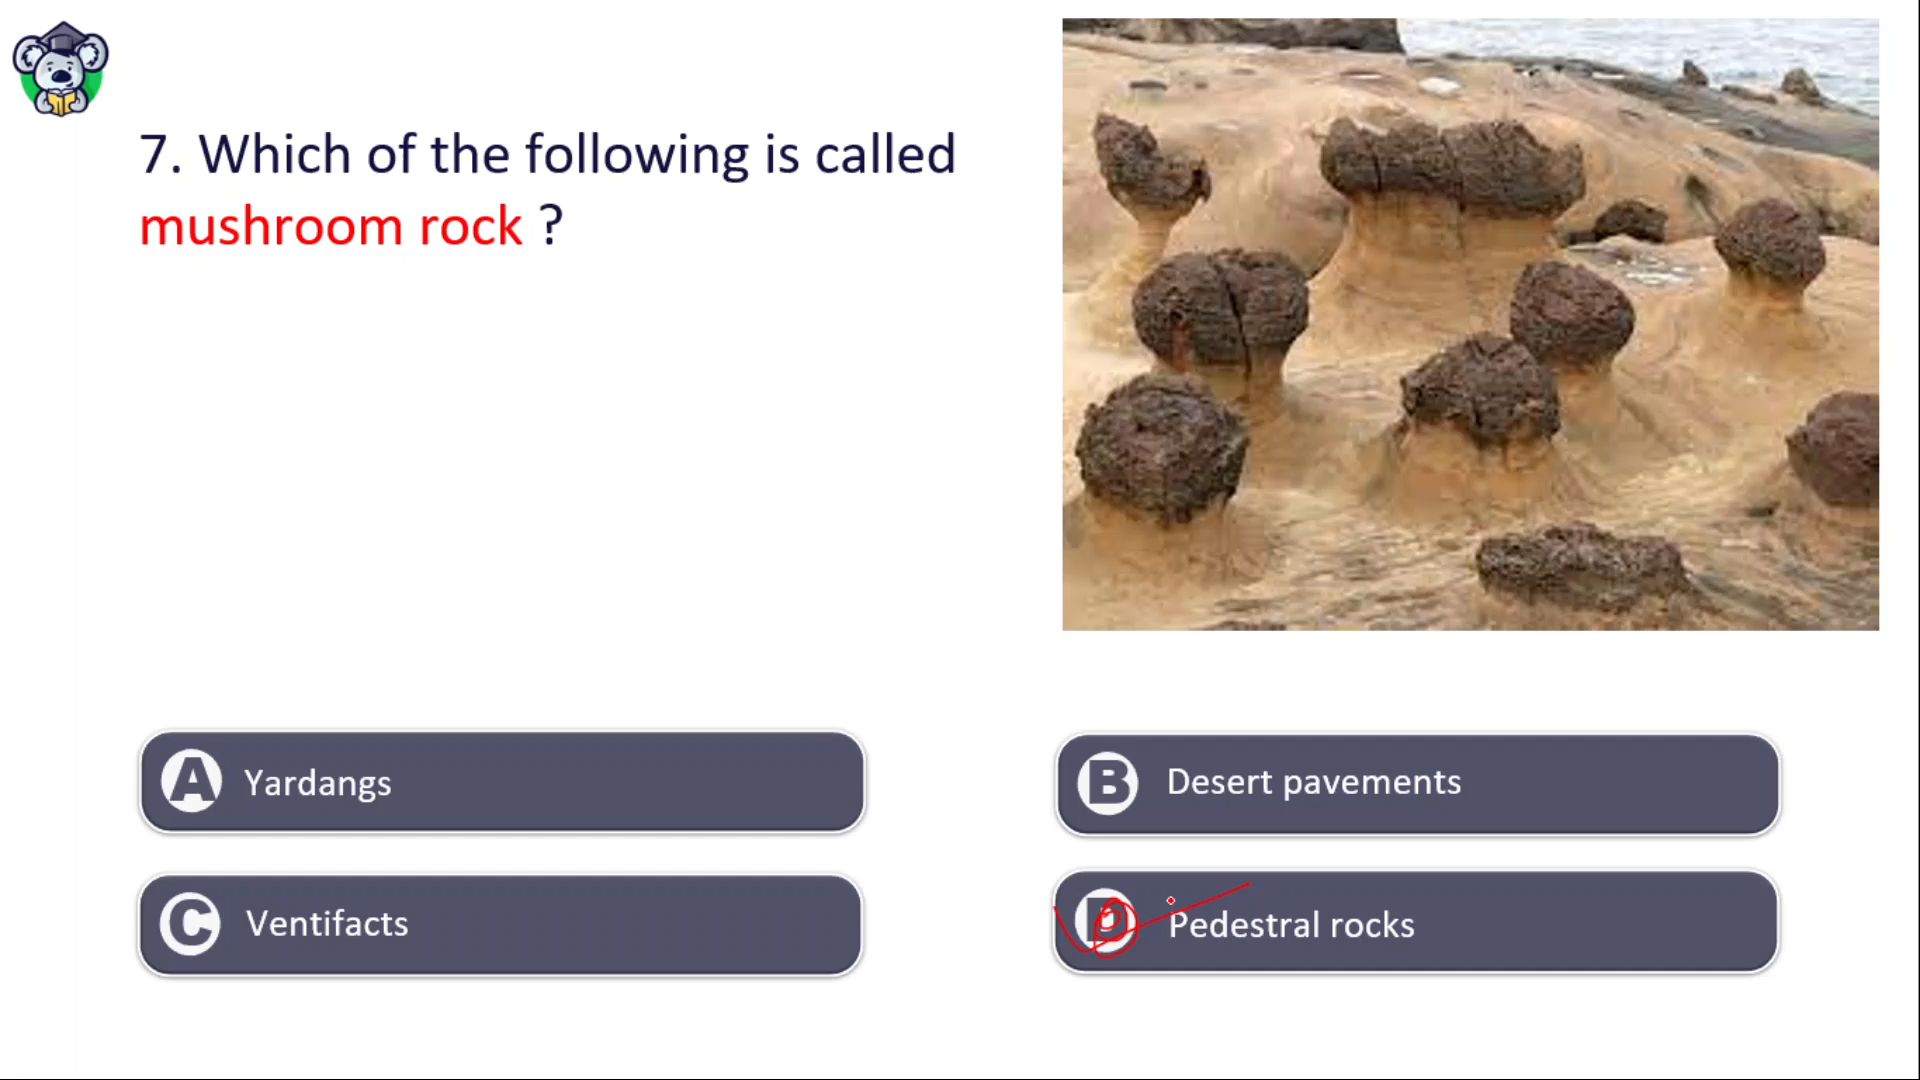 7. Which of the following is called
mushroom rock ?
A Yardangs
B Desert pavements
C Ventifacts
D Pedestral rocks